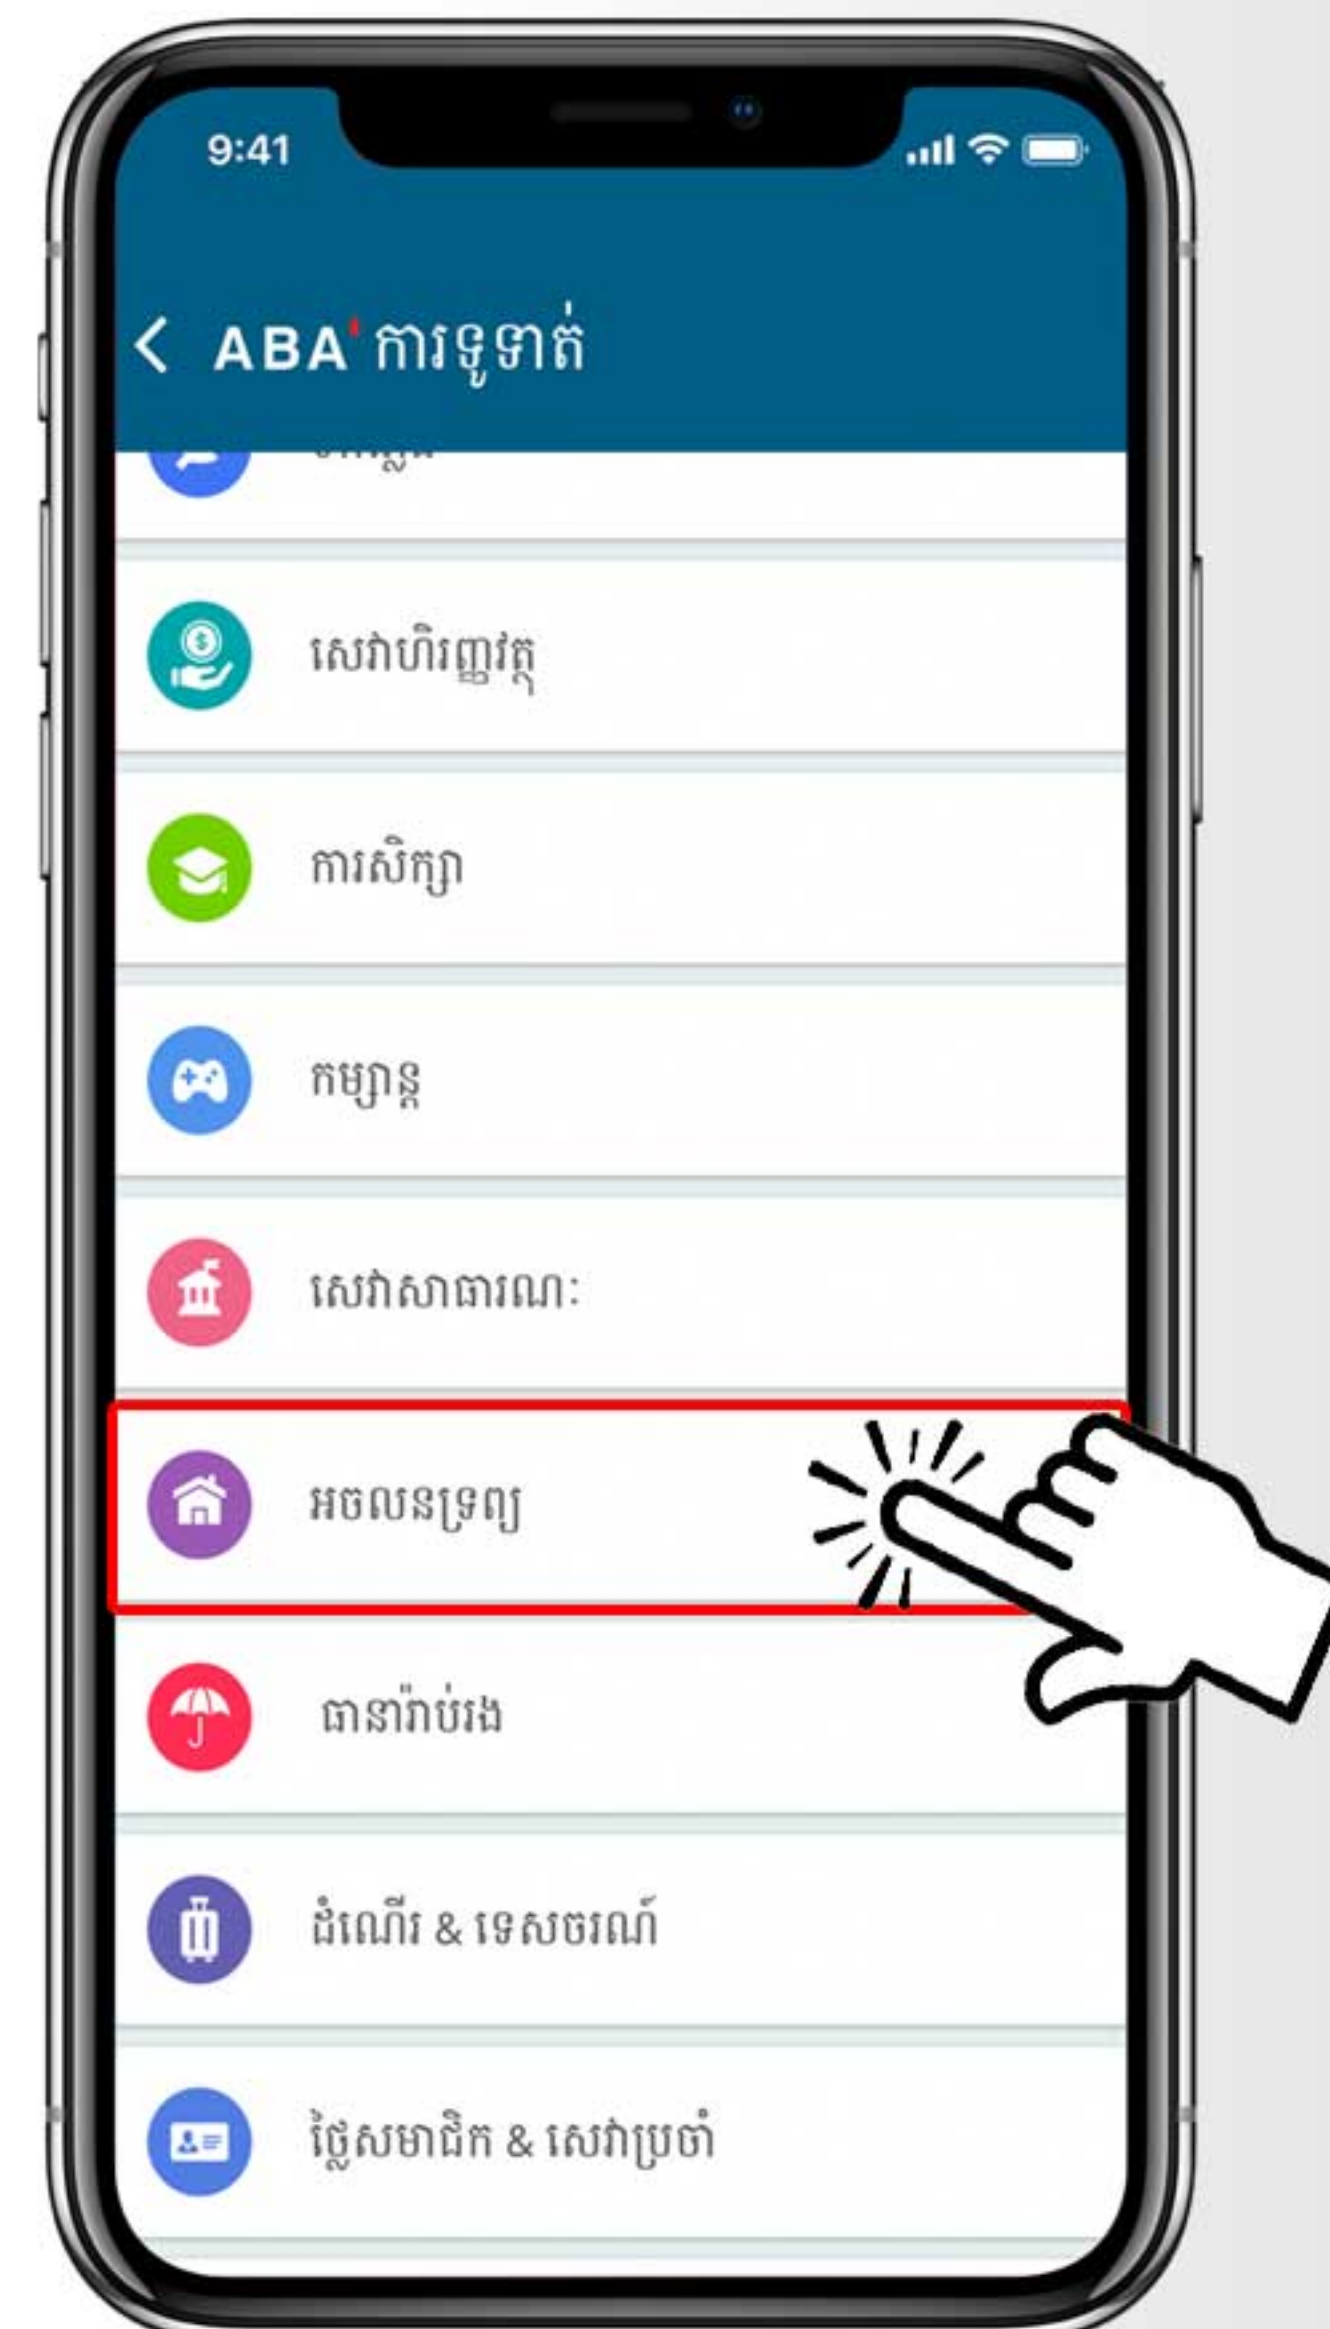 9:41
ABA' ការទូទាត់
សេវាហិរញ្ញវត្ថុ
ការសិក្សា
កម្សាន្ត
សេវាសាធារណៈ
អចលនទ្រព្យ
ធានារ៉ាប់រង
ដំណើរ & ទេសចរណ៍
ថ្លៃសមាជិក & សេវាប្រចាំ